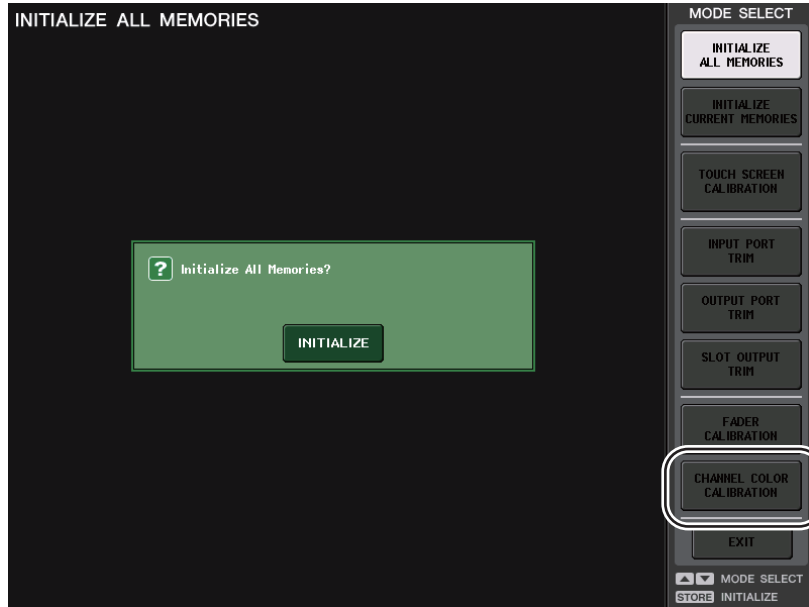 INITIALIZE ALL MEMORIES
? Initialize All Memories?
INITIALIZE
MODE SELECT
INITIALIZE
ALL MEMORIES
INITIALIZE
CURRENT MEMORIES
TOUCH SCREEN
CALIBRATION
INPUT PORT
TRIM
OUTPUT PORT
TRIM
SLOT OUTPUT
TRIM
FADER
CALIBRATION
CHANNEL COLOR
CALIBRATION
EXIT
MODE SELECT
STORE INITIALIZE